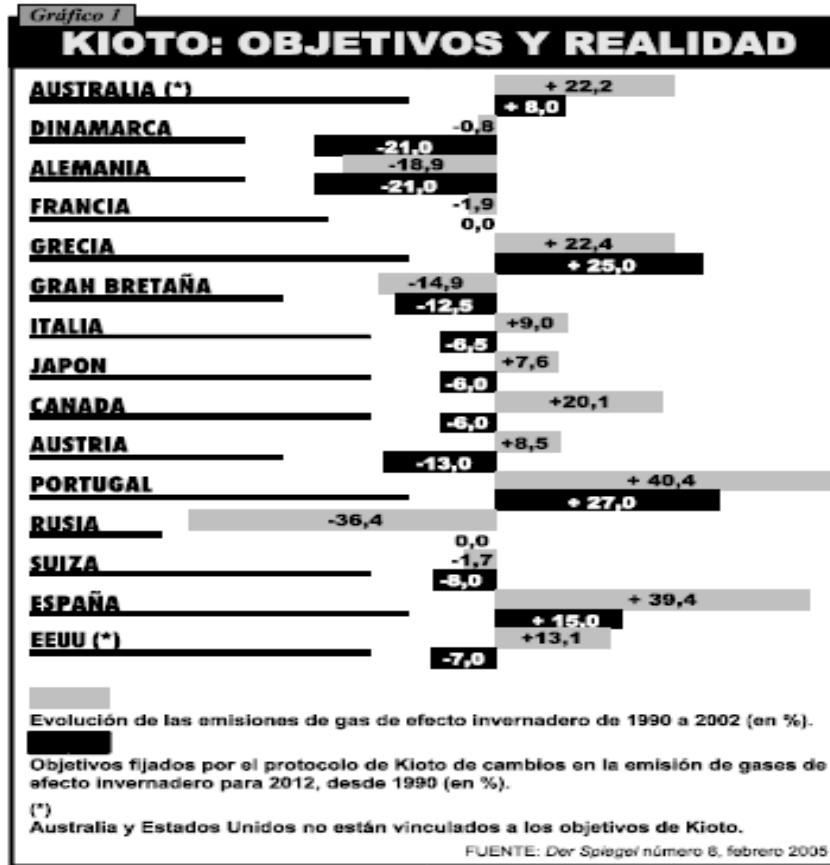 Gráfico 1
KIOTO: OBJETIVOS Y REALIDAD
AUSTRALIA (*)
+ 22,2
+ 8,0
DINAMARCA
-0,8
-21,0
ALEMANIA
-18,9
-21,0
FRANCIA
-1,9
0,0
GRECIA
+ 22,4
+ 25,0
GRAN BRETAÑA
-14,9
-12,5
ITALIA
+9,0
-6,5
JAPON
+7,6
-6,0
CANADA
+20,1
-6,0
AUSTRIA
+8,5
-13,0
PORTUGAL
+ 40,4
+ 27,0
RUSIA
-36,4
0,0
SUIZA
-1,7
-8,0
ESPAÑA
+ 39,4
+ 15,0
EEUU (*)
+13,1
-7,0
Evolución de las emisiones de gas de efecto invernadero de 1990 a 2002 (en %).
Objetivos fijados por el protocolo de Kioto de cambios en la emisión de gases de
efecto invernadero para 2012, desde 1990 (en %).
(*)
Australia y Estados Unidos no están vinculados a los objetivos de Kioto.
FUENTE: Der Spiegel número 8, febrero 2005